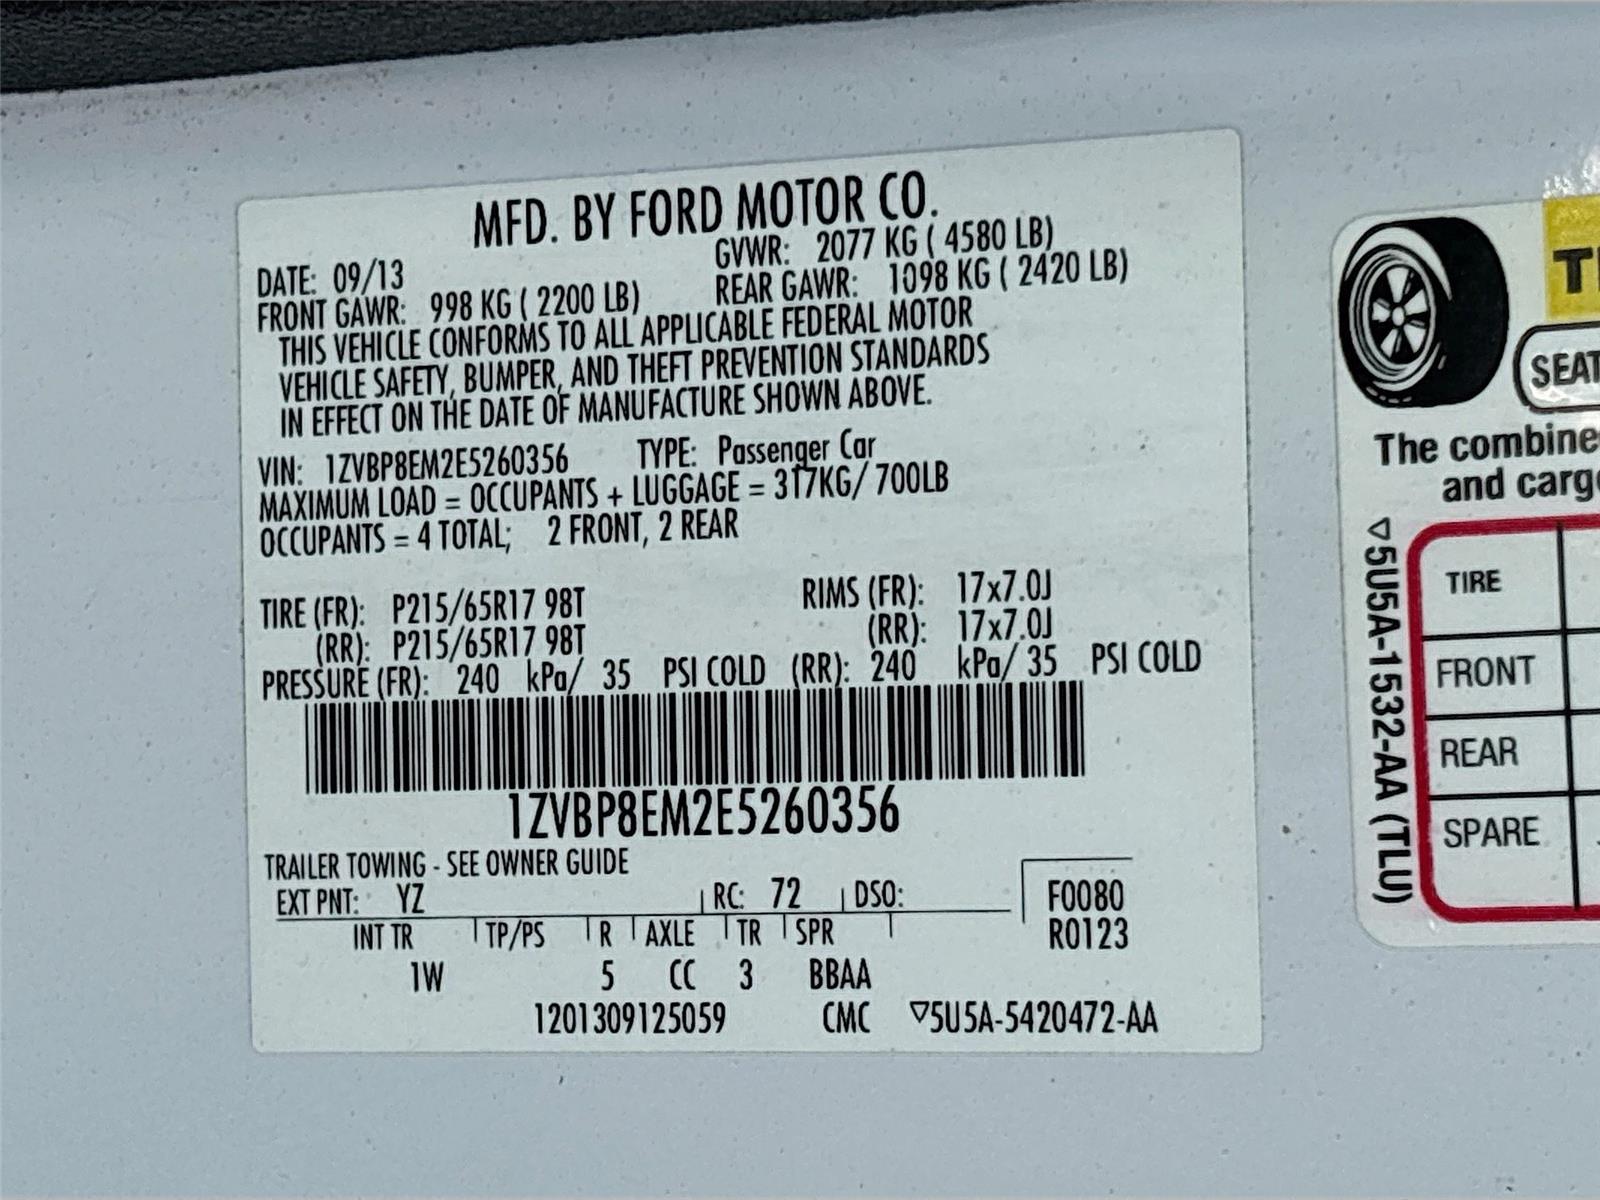 MFD. BY FORD MOTOR CO.
DATE: 09/13 GVWR: 2077 KG ( 4580 LB)
FRONT GAWR: 998 KG ( 2200 LB) REAR GAWR: 1098 KG ( 2420 LB)
THIS VEHICLE CONFORMS TO ALL APPLICABLE FEDERAL MOTOR
VEHICLE SAFETY, BUMPER, AND THEFT PREVENTION STANDARDS
IN EFFECT ON THE DATE OF MANUFACTURE SHOWN ABOVE.
VIN: 1ZVBP8EM2E5260356 TYPE: Passenger Car
MAXIMUM LOAD = OCCUPANTS + LUGGAGE = 317KG/ 700LB
OCCUPANTS = 4 TOTAL; 2 FRONT, 2 REAR
TIRE (FR): P215/65R17 98T RIMS (FR): 17x7.0J
(RR): P215/65R17 98T (RR): 17x7.0J
PRESSURE (FR): 240 kPa/ 35 PSI COLD (RR): 240 kPa/ 35 PSI COLD
1ZVBP8EM2E5260356
TRAILER TOWING - SEE OWNER GUIDE
EXT PNT: YZ RC: 72 DSO: F0080
INT TR TP/PS R AXLE TR SPR R0123
1W 5 CC 3 BBAA
1201309125059 CMC ▽5U5A-5420472-AA
SEAT
The combine
and carg
▽5U5A-1532-AA (TLU)
TIRE
FRONT
REAR
SPARE